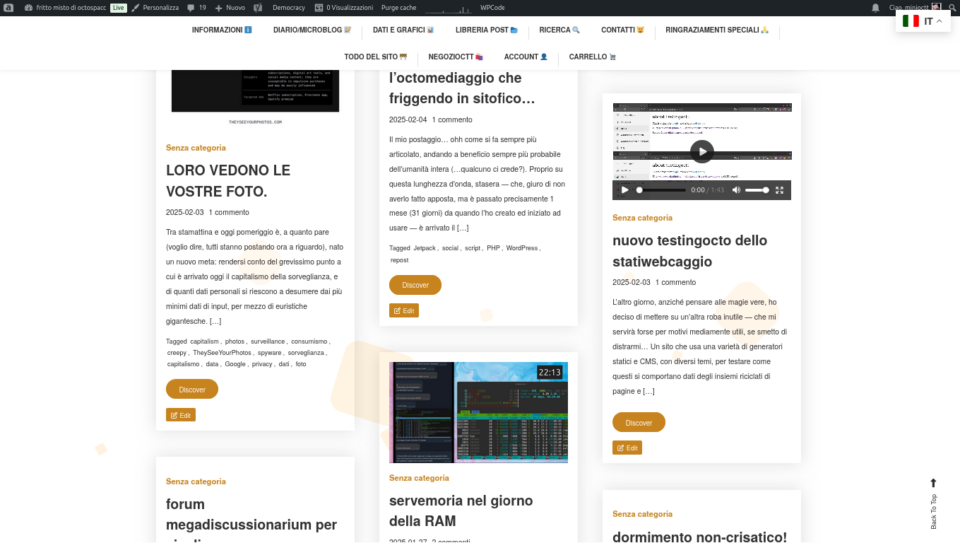 fritto misto di octospacc
Live
Personalizza
19
Nuovo
Democracy
0 Visualizzazioni
Purge cache
WPCode
INFORMAZIONI
DIARIO/MICROBLOG
DATI E GRAFICI
LIBRERIA POST
RICERCA
CONTATTI
RINGRAZIAMENTI SPECIALI
IT
TODO DEL SITO
NEGOZIOCTT
ACCOUNT
CARRELLO
THEYSEEYOURPHOTOS.COM
Senza categoria
LORO VEDONO LE
VOSTRE FOTO.
2025-02-03 1 commento
Tra stamattina e oggi pomeriggio è, a quanto pare
(voglio dire, tutti stanno postando ora a riguardo), nato
un nuovo meta: rendersi conto del grevissimo punto a
cui è arrivato oggi il capitalismo della sorveglianza, e
di quanti dati personali si riescono a desumere dai più
minimi dati di input, per mezzo di euristiche
gigantesche. […]
Tagged capitalism , photos , surveillance , consumismo ,
creepy , TheySeeYourPhotos , spyware , sorveglianza ,
capitalismo , data , Google , privacy , dati , foto
Discover
Edit
Senza categoria
forum
megadiscussionarium per
l'octomediaggio che
friggendo in sitofico…
2025-02-04 1 commento
Il mio postaggio… ohh come si fa sempre più
articolato, andando a beneficio sempre più probabile
dell'umanità intera (…qualcuno ci crede?). Proprio su
questa lunghezza d'onda, stasera — che, giuro di non
averlo fatto apposta, ma è passato precisamente 1
mese (31 giorni) da quando l'ho creato ed iniziato ad
usare — è arrivato il […]
Tagged Jetpack , social , script , PHP , WordPress ,
repost
Discover
Edit
22:13
Senza categoria
servemoria nel giorno
della RAM
2025-01-27 2 commenti
0:00 / 1:43
Senza categoria
nuovo testingocto dello
statiwebcaggio
2025-02-03 1 commento
L'altro giorno, anziché pensare alle magie vere, ho
deciso di mettere su un'altra roba inutile — che mi
servirà forse per motivi mediamente utili, se smetto di
distrarmi… Un sito che usa una varietà di generatori
statici e CMS, con diversi temi, per testare come
questi si comportano dati degli insiemi riciclati di
pagine e […]
Discover
Edit
Senza categoria
dormimento non-crisatico!
Back To Top